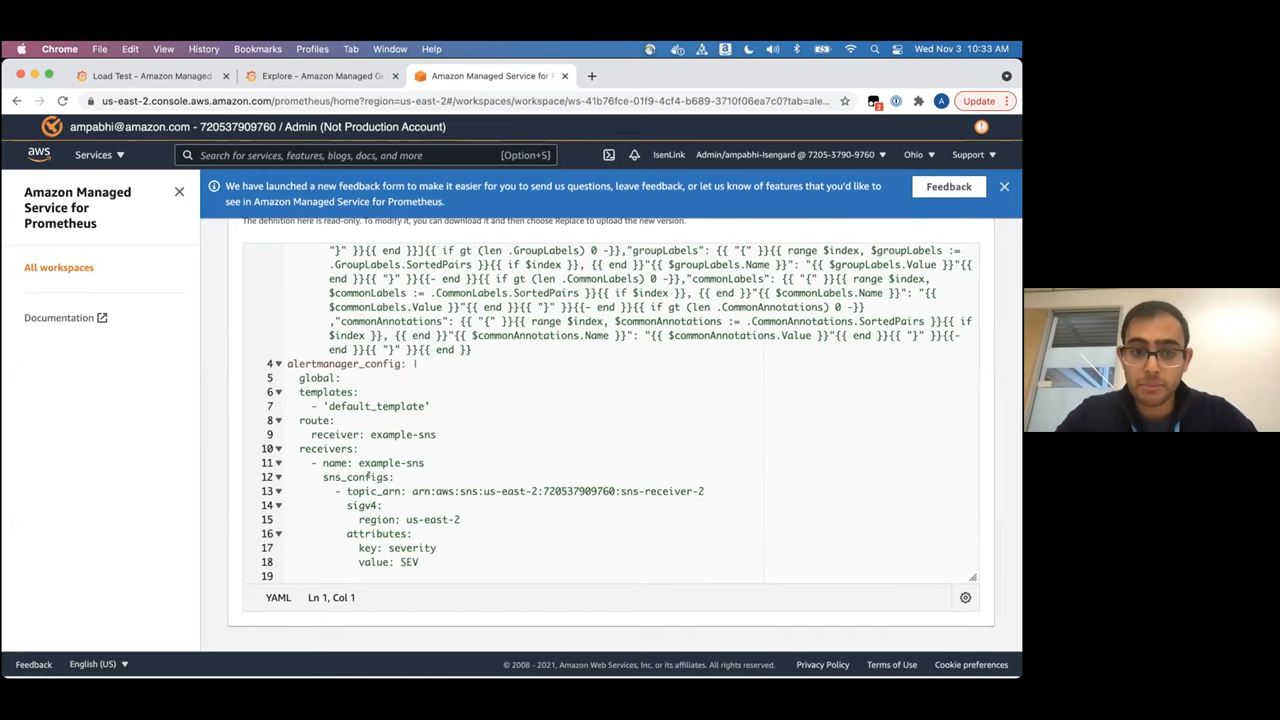 Chrome File Edit View History Bookmarks Profiles Tab Window Help Wed Nov 3 10:33 AM
Load Test - Amazon Managed Explore - Amazon Managed G Amazon Managed Service for P
us-east-2.console.aws.amazon.com/prometheus/home?region=us-east-2#/workspaces/workspace/ws-41b76fce-01f9-4cf4-b689-3710f06ea7c0?tab=ale... 2 A Update
ampabhi@amazon.com - 720537909760 / Admin (Not Production Account)
aws Services Search for services, features, blogs, docs, and more [Option+S] IsenLink Admin/ampabhi-Isengard @ 7205-3790-9760 Ohio Support
Amazon Managed
Service for
Prometheus
All workspaces
Documentation
We have launched a new feedback form to make it easier for you to send us questions, leave feedback, or let us know of features that you'd like to
see in Amazon Managed Service for Prometheus.
Feedback
The definition here is read-only. To modify it, you can download it and then choose Replace to upload the new version.
"}" }}{{ end }}]{{ if gt (len .GroupLabels) 0 -}},"groupLabels": {{ "{" }}{{ range $index, $groupLabels :=
.GroupLabels.SortedPairs }}{{ if $index }}, {{ end }}"{{ $groupLabels.Name }}": "{{ $groupLabels.Value }}"{{
end }}{{ "}" }}{{- end }}{{ if gt (len .CommonLabels) 0 -}},"commonLabels": {{ "{" }}{{ range $index,
$commonLabels := .CommonLabels.SortedPairs }}{{ if $index }}, {{ end }}"{{ $commonLabels.Name }}": "{{
$commonLabels.Value }}"{{ end }}{{ "}" }}{{- end }}{{ if gt (len .CommonAnnotations) 0 -}}
,"commonAnnotations": {{ "{" }}{{ range $index, $commonAnnotations := .CommonAnnotations.SortedPairs }}{{ if
$index }}, {{ end }}"{{ $commonAnnotations.Name }}": "{{ $commonAnnotations.Value }}"{{ end }}{{ "}" }}{{-
end }}{{ "}" }}{{ end }}
4 alertmanager_config: |
5 global:
6 templates:
7 - 'default_template'
8 route:
9 receiver: example-sns
10 receivers:
11 - name: example-sns
12 sns_configs:
13 - topic_arn: arn:aws:sns:us-east-2:720537909760:sns-receiver-2
14 sigv4:
15 region: us-east-2
16 attributes:
17 key: severity
18 value: SEV
19
YAML Ln 1, Col 1
Feedback English (US) © 2008 - 2021, Amazon Web Services, Inc. or its affiliates. All rights reserved. Privacy Policy Terms of Use Cookie preferences